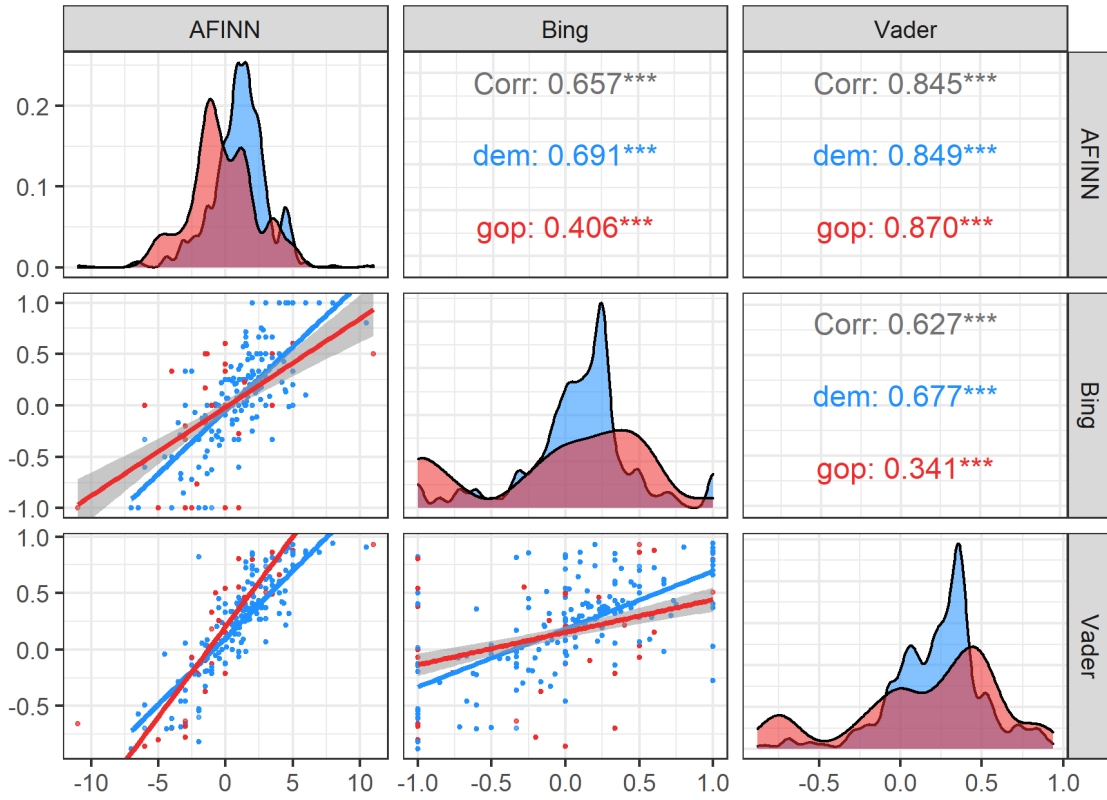 AFINN
Bing
Vader
0.2
0.1
0.0
Corr: 0.657***
dem: 0.691***
gop: 0.406***
Corr: 0.845***
dem: 0.849***
gop: 0.870***
AFINN
1.0
0.5
0.0
-0.5
-1.0
Corr: 0.627***
dem: 0.677***
gop: 0.341***
Bing
1.0
0.5
0.0
-0.5
Vader
-10
-5
0
5
10
-1.0
-0.5
0.0
0.5
1.0
-0.5
0.0
0.5
1.0